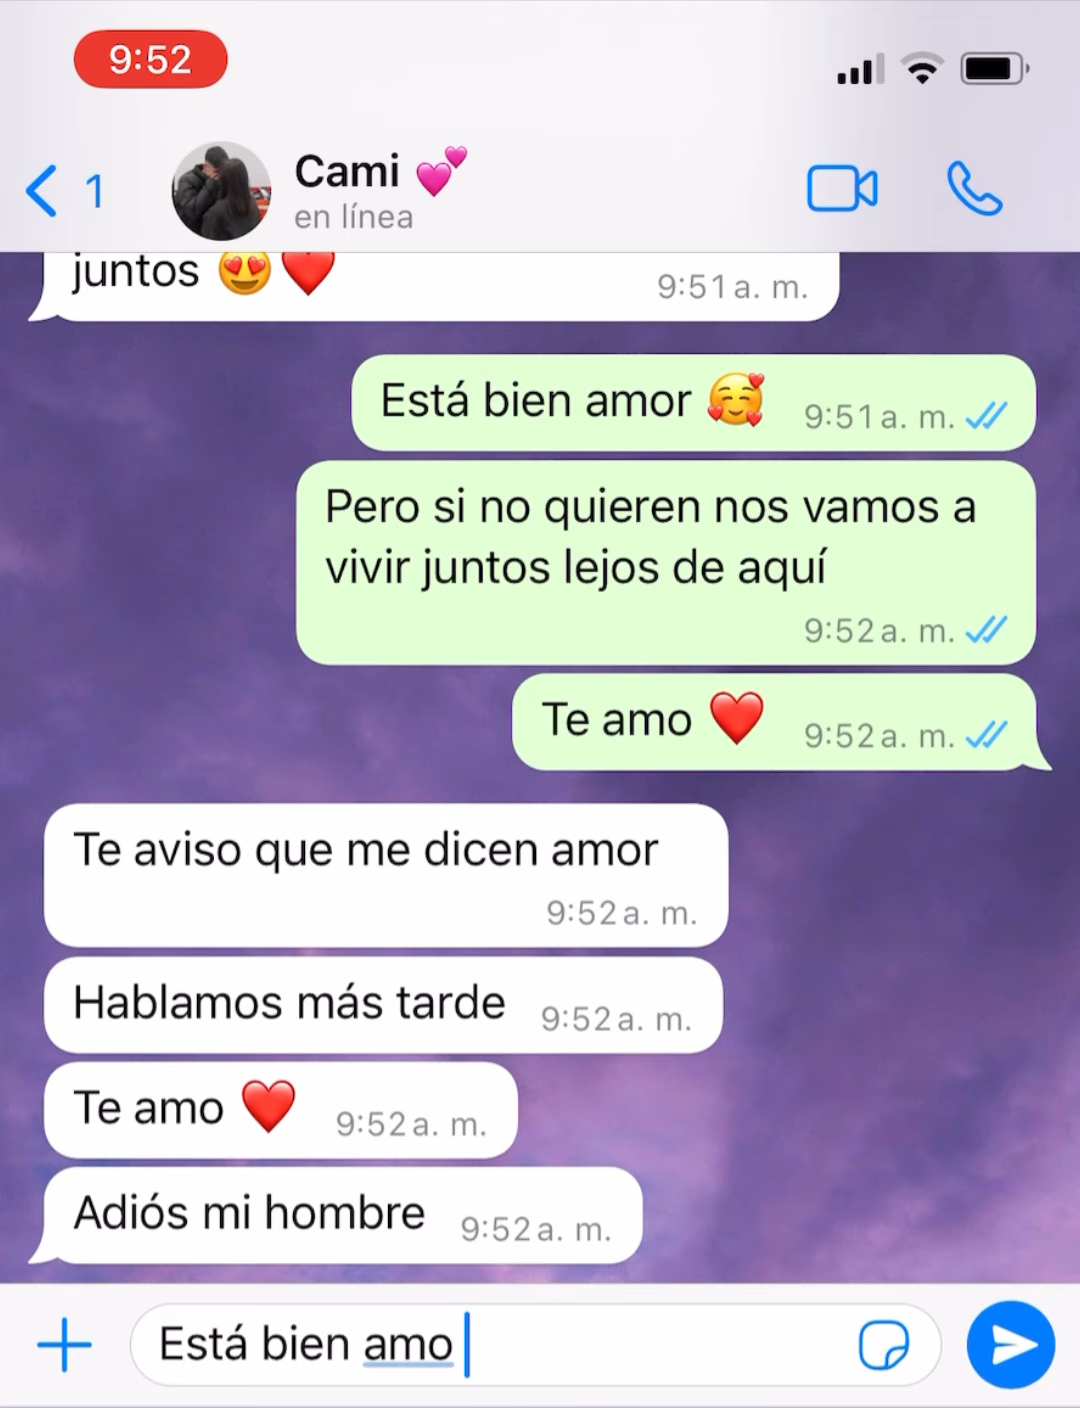 9:52
1
Cami 💕
en línea
juntos 😍❤️
9:51 a. m.
Está bien amor 🥰
9:51 a. m.
Pero si no quieren nos vamos a
vivir juntos lejos de aquí
9:52 a. m.
Te amo ❤️
9:52 a. m.
Te aviso que me dicen amor
9:52 a. m.
Hablamos más tarde
9:52 a. m.
Te amo ❤️
9:52 a. m.
Adiós mi hombre
9:52 a. m.
Está bien amo